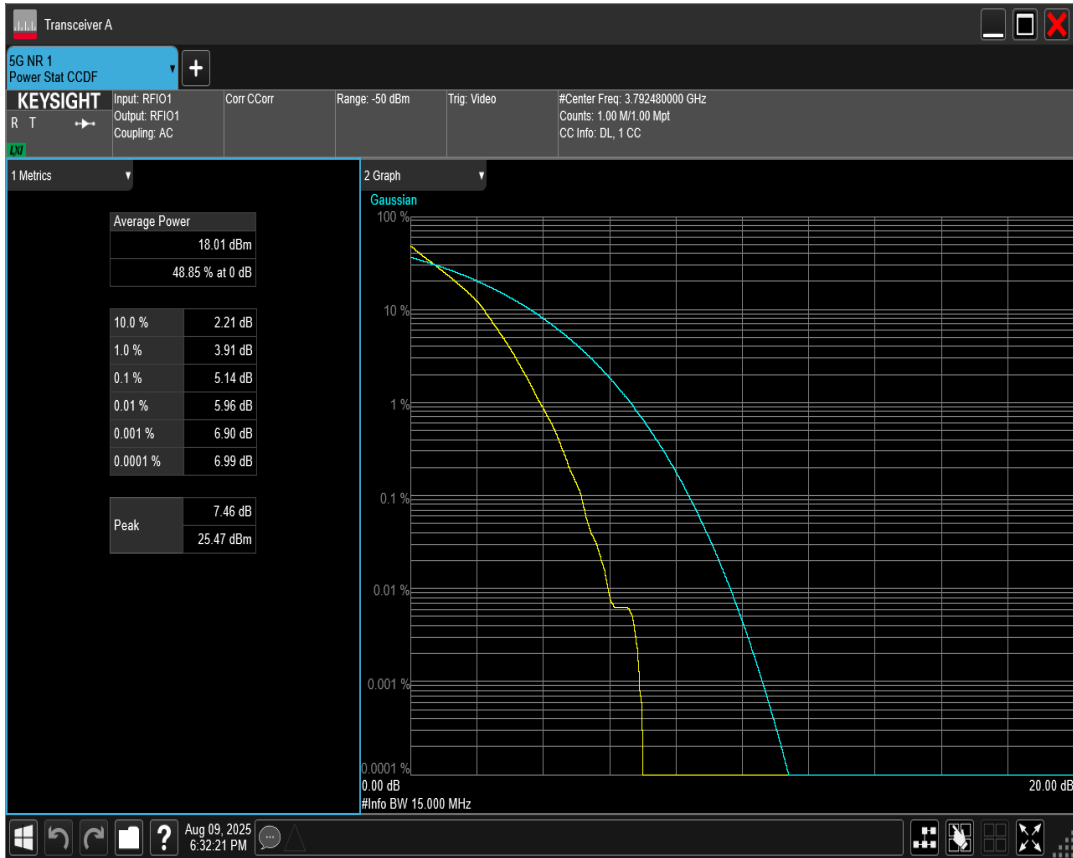 Transceiver A
5G NR 1
Power Stat CCDF
+
KEYSIGHT
R T
LXI
Input: RFIO1
Output: RFIO1
Coupling: AC
Corr CCorr
Range: -50 dBm
Trig: Video
#Center Freq: 3.792480000 GHz
Counts: 1.00 M/1.00 Mpt
CC Info: DL, 1 CC
1 Metrics
Average Power
18.01 dBm
48.85 % at 0 dB
10.0 % 2.21 dB
1.0 % 3.91 dB
0.1 % 5.14 dB
0.01 % 5.96 dB
0.001 % 6.90 dB
0.0001 % 6.99 dB
Peak 7.46 dB
25.47 dBm
2 Graph
Gaussian
100 %
10 %
1 %
0.1 %
0.01 %
0.001 %
0.0001 %
0.00 dB 20.00 dB
#Info BW 15.000 MHz
? Aug 09, 2025
6:32:21 PM